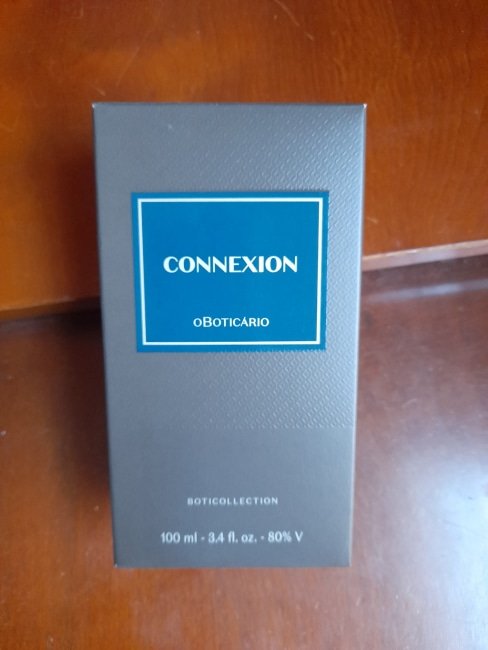 CONNEXION
OBOTICÁRIO
BOTICOLLECTION
100 ml - 3.4 fl. oz. - 80% V